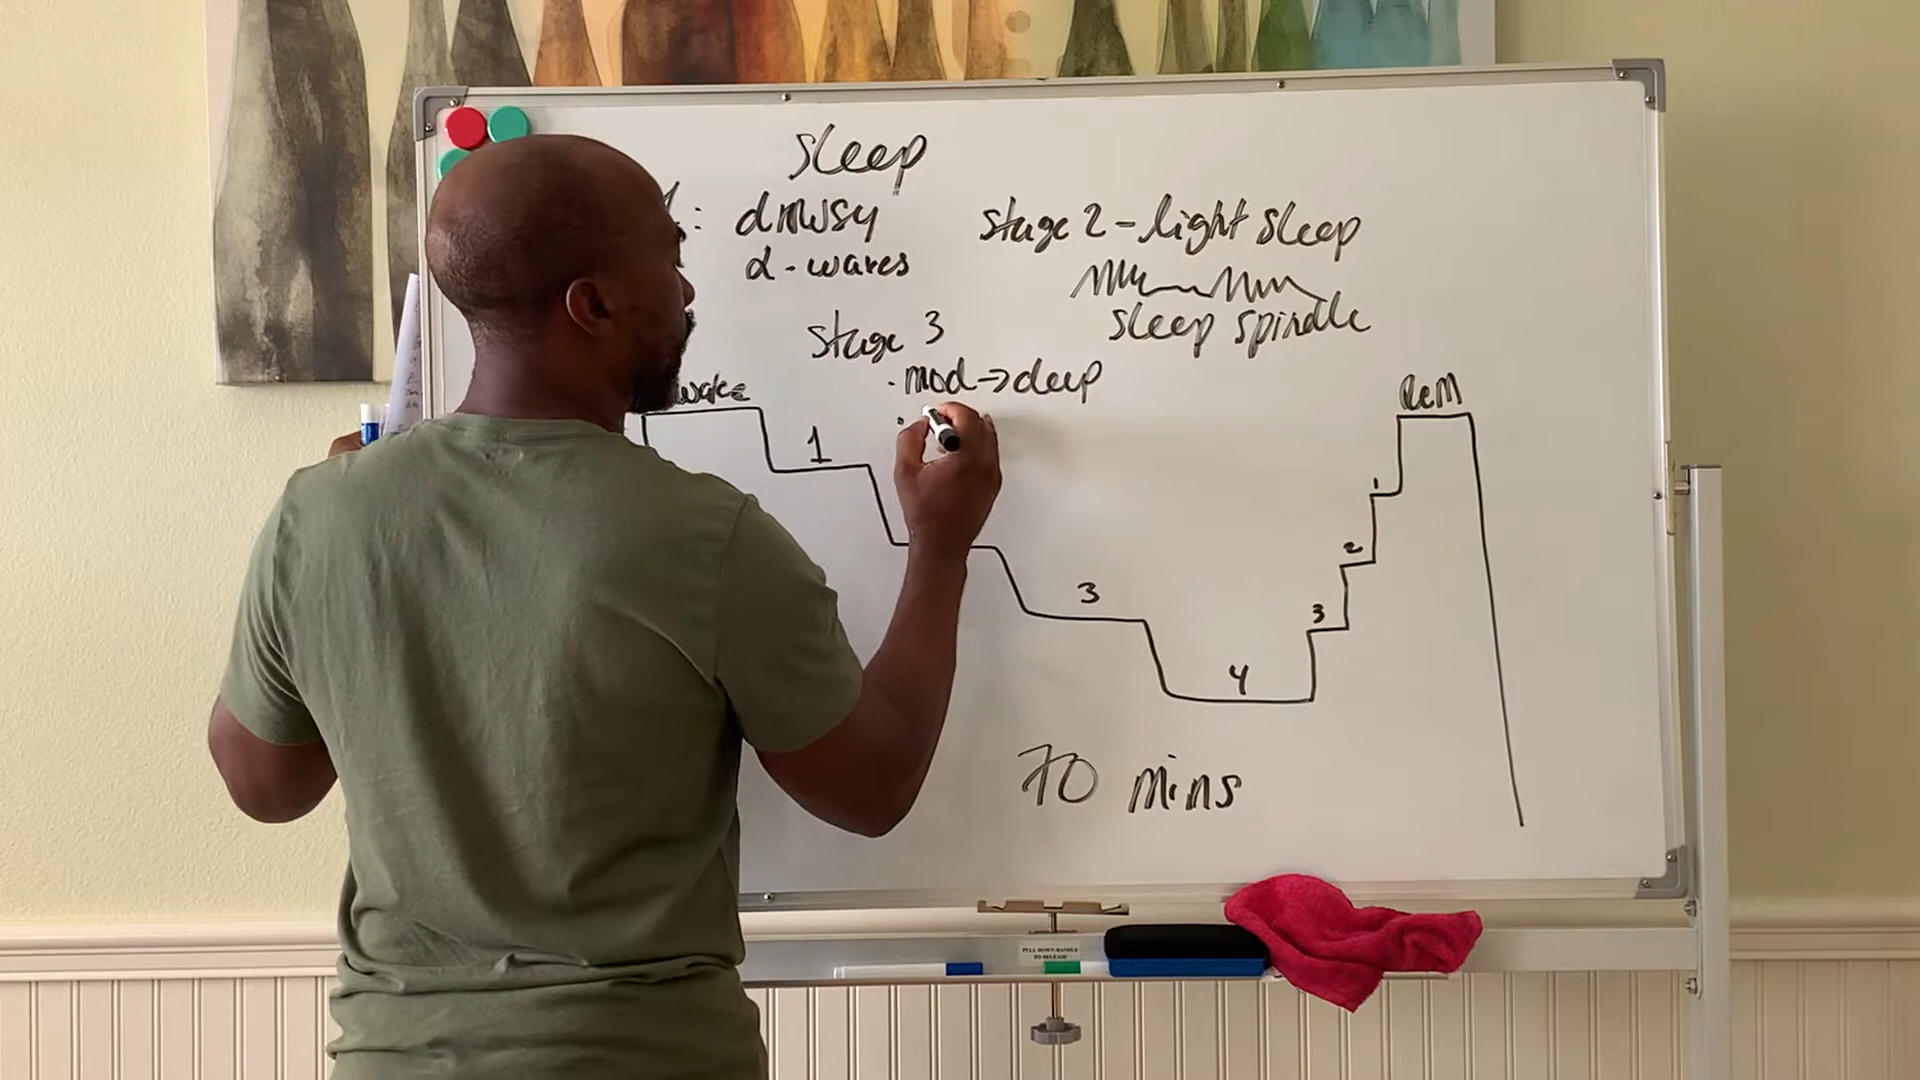 sleep
1: drowsy
α-waves
stage 2 - light sleep
sleep spindle
stage 3
· mod → deep
·
wake
1
3
4
3
2
1
ReM
70 mins
PULL DOWN HANDLE
TO RELEASE